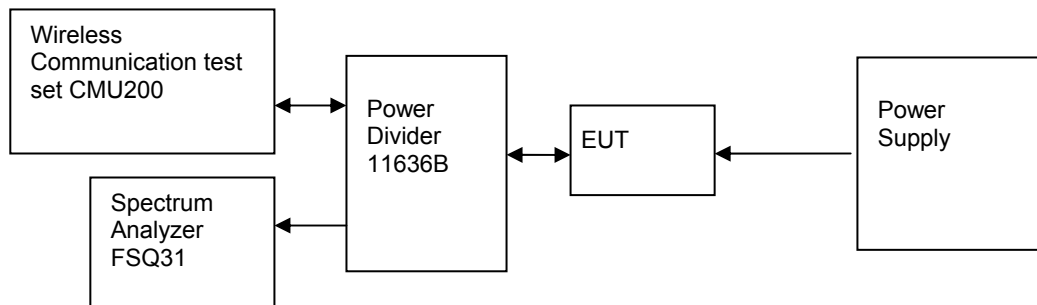 Wireless
Communication test
set CMU200
Power
Divider
11636B
EUT
Power
Supply
Spectrum
Analyzer
FSQ31